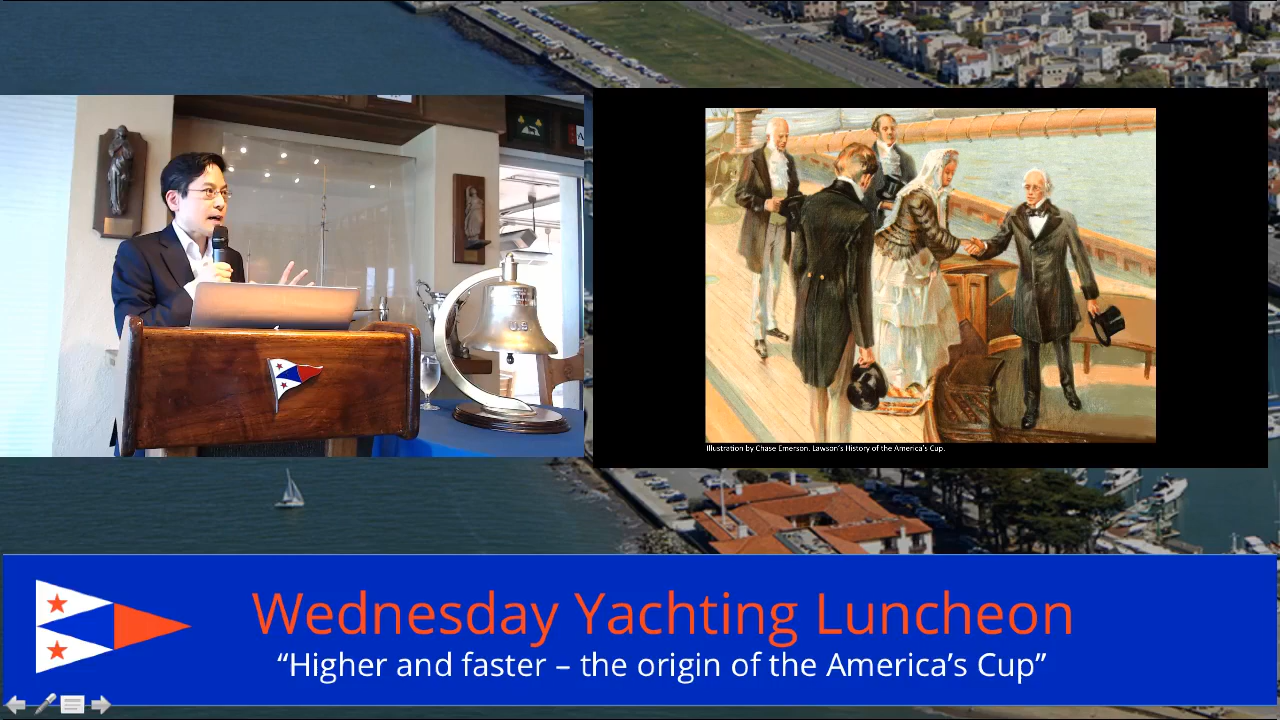 U.S
Illustration by Chase Emerson. Lawson's History of the America's Cup.
Wednesday Yachting Luncheon
“Higher and faster – the origin of the America’s Cup”